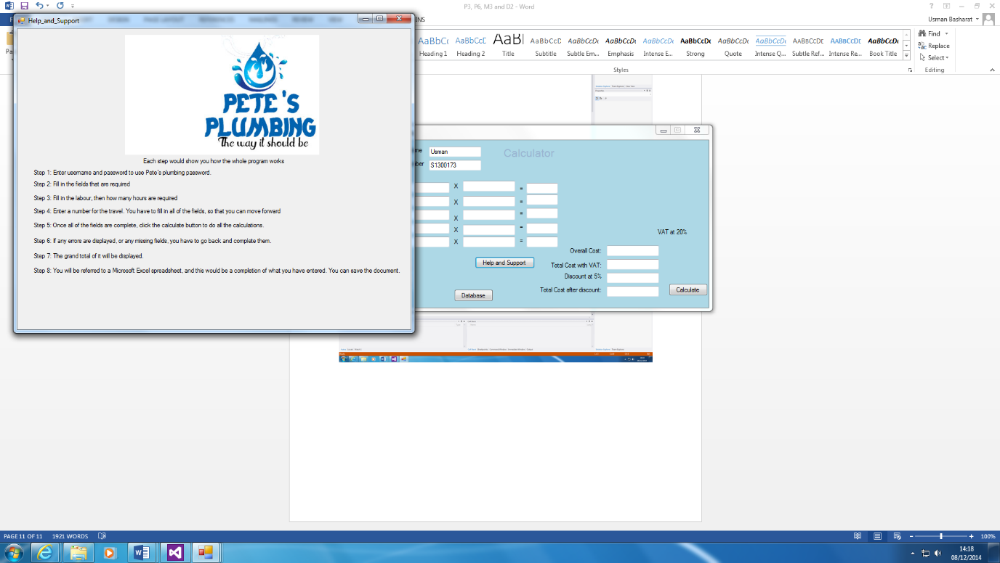 P3, P6, M3 and D2 - Word
Usman Basharat
Help_and_Support
PETE'S
PLUMBING
The way it should be
Each step would show you how the whole program works
Step 1: Enter username and password to use Pete's plumbing password.
Step 2: Fill in the fields that are required
Step 3: Fill in the labour, then how many hours are required
Step 4: Enter a number for the travel. You have to fill in all of the fields, so that you can move forward
Step 5: Once all of the fields are complete, click the calculate button to do all the calculations.
Step 6: If any errors are displayed, or any missing fields, you have to go back and complete them.
Step 7: The grand total of it will be displayed.
Step 8: You will be referred to a Microsoft Excel spreadsheet, and this would be a completion of what you have entered. You can save the document.
AaBbC( AaBbCcD AaBl AaBbCcD AaBbCcDc AaBbCcDc AaBbCcDc AaBbCcDc AaBbCcDc AaBbCcDc AaBbCcDc AaBbCcDc AaBbCcDc
Heading 1 Heading 2 Title Subtitle Subtle Em... Emphasis Intense E... Strong Quote Intense Q... Subtle Ref... Intense Re... Book Title
Styles
Find
Replace
Select
Editing
Usman
Calculator
S1300173
X =
X =
X =
X =
X =
VAT at 20%
Overall Cost:
Help and Support
Total Cost with VAT:
Discount at 5%
Total Cost after discount:
Calculate
Database
PAGE 11 OF 11 1921 WORDS
100%
14:18
08/12/2014